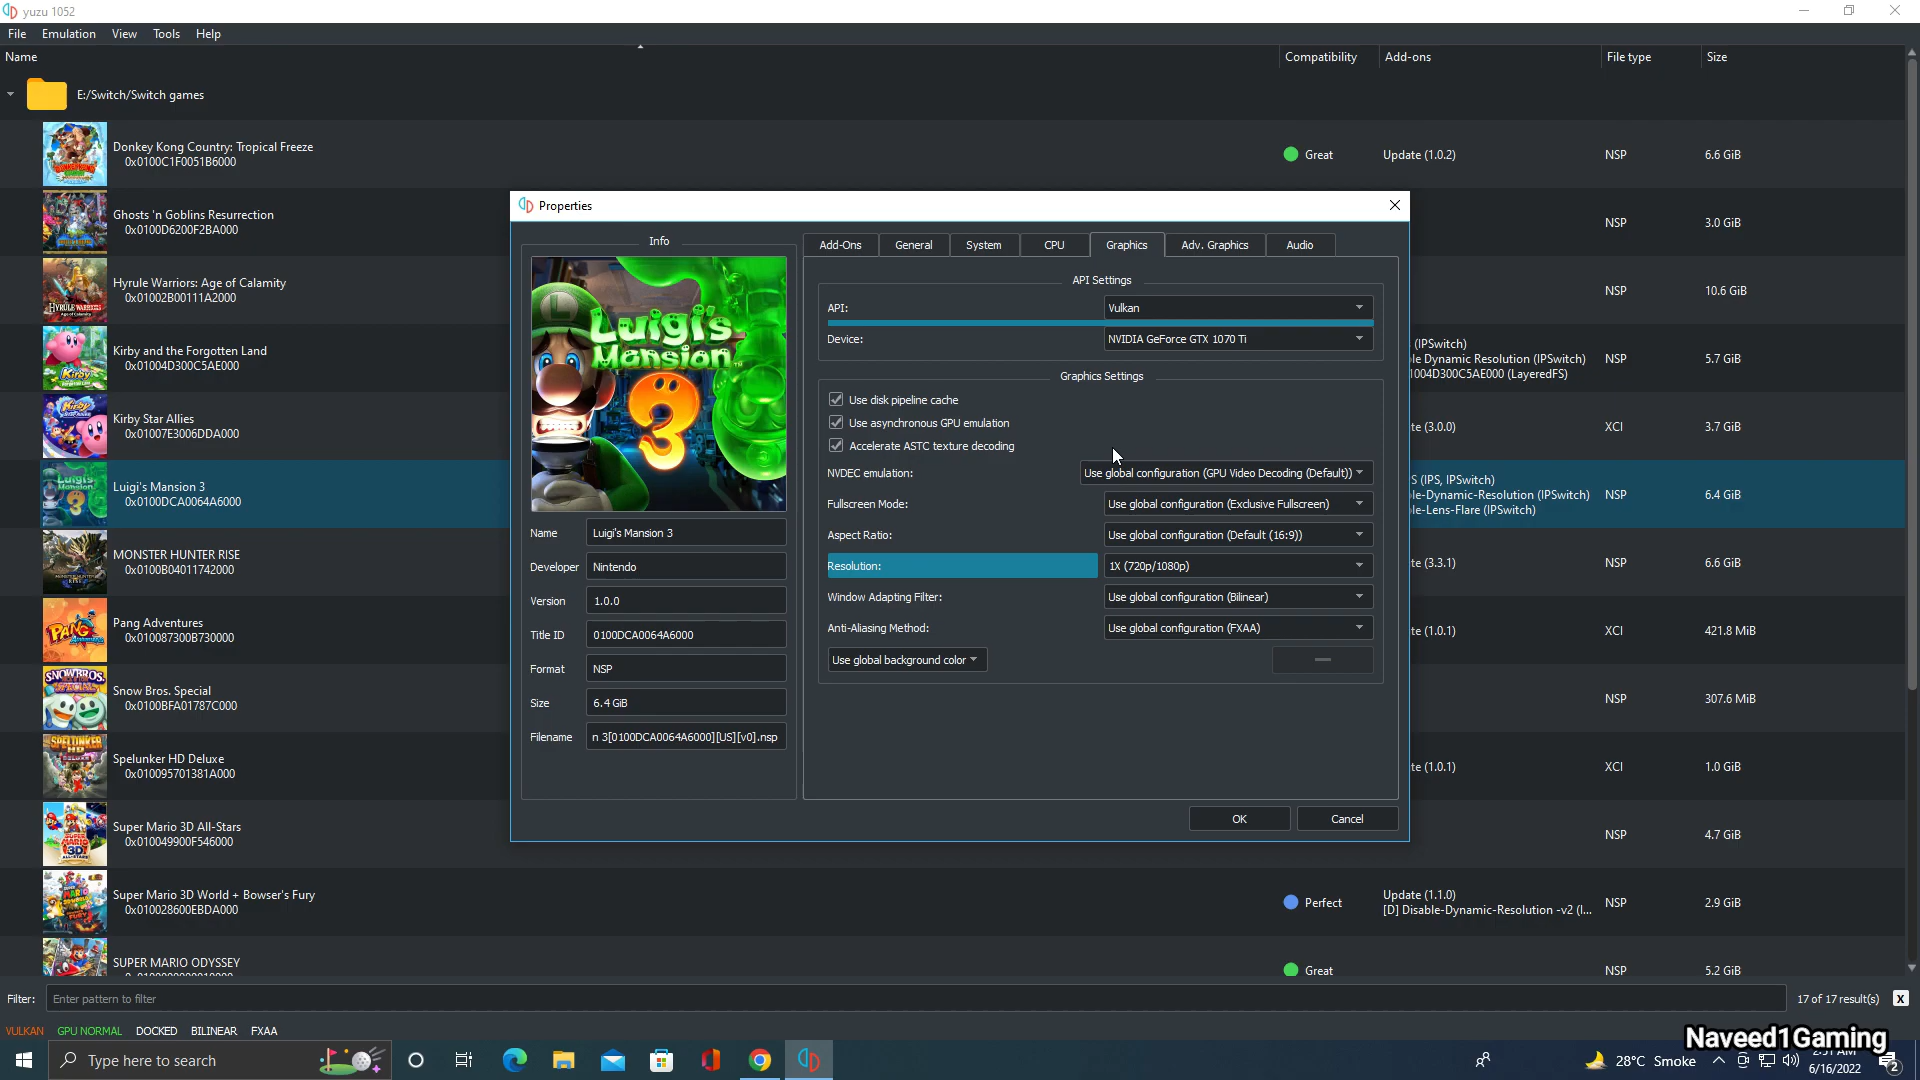 yuzu 1052
File Emulation View Tools Help
Name Compatibility Add-ons File type Size
E:/Switch/Switch games
Donkey Kong Country: Tropical Freeze
0x0100C1F0051B6000
Great Update (1.0.2) NSP 6.6 GiB
Ghosts 'n Goblins Resurrection
0x0100D6200F2BA000
NSP 3.0 GiB
Hyrule Warriors: Age of Calamity
0x01002B00111A2000
NSP 10.6 GiB
Kirby and the Forgotten Land
0x01004D300C5AE000
(IPSwitch)
le Dynamic Resolution (IPSwitch)
004D300C5AE000 (LayeredFS)
NSP 5.7 GiB
Kirby Star Allies
0x01007E3006DDA000
te (3.0.0) XCI 3.7 GiB
Luigi's Mansion 3
0x0100DCA0064A6000
S (IPS, IPSwitch)
le-Dynamic-Resolution (IPSwitch)
le-Lens-Flare (IPSwitch)
NSP 6.4 GiB
MONSTER HUNTER RISE
0x0100B04011742000
te (3.3.1) NSP 6.6 GiB
Pang Adventures
0x010087300B730000
te (1.0.1) XCI 421.8 MiB
Snow Bros. Special
0x0100BFA01787C000
NSP 307.6 MiB
Spelunker HD Deluxe
0x010095701381A000
te (1.0.1) XCI 1.0 GiB
Super Mario 3D All-Stars
0x010049900F546000
NSP 4.7 GiB
Super Mario 3D World + Bowser's Fury
0x010028600EBDA000
Perfect
Update (1.1.0)
[D] Disable-Dynamic-Resolution -v2 (I...
NSP 2.9 GiB
SUPER MARIO ODYSSEY
Great NSP 5.2 GiB
Properties
Info
LUIGI'S
MANSION
3
Name Luigi's Mansion 3
Developer Nintendo
Version 1.0.0
Title ID 0100DCA0064A6000
Format NSP
Size 6.4 GiB
Filename n 3[0100DCA0064A6000][US][v0].nsp
Add-Ons General System CPU Graphics Adv. Graphics Audio
API Settings
API: Vulkan
Device: NVIDIA GeForce GTX 1070 Ti
Graphics Settings
Use disk pipeline cache
Use asynchronous GPU emulation
Accelerate ASTC texture decoding
NVDEC emulation: Use global configuration (GPU Video Decoding (Default))
Fullscreen Mode: Use global configuration (Exclusive Fullscreen)
Aspect Ratio: Use global configuration (Default (16:9))
Resolution: 1X (720p/1080p)
Window Adapting Filter: Use global configuration (Bilinear)
Anti-Aliasing Method: Use global configuration (FXAA)
Use global background color
OK Cancel
Filter: Enter pattern to filter 17 of 17 result(s) X
VULKAN GPU NORMAL DOCKED BILINEAR FXAA
Naveed1Gaming
Type here to search
28°C Smoke
6/16/2022
2